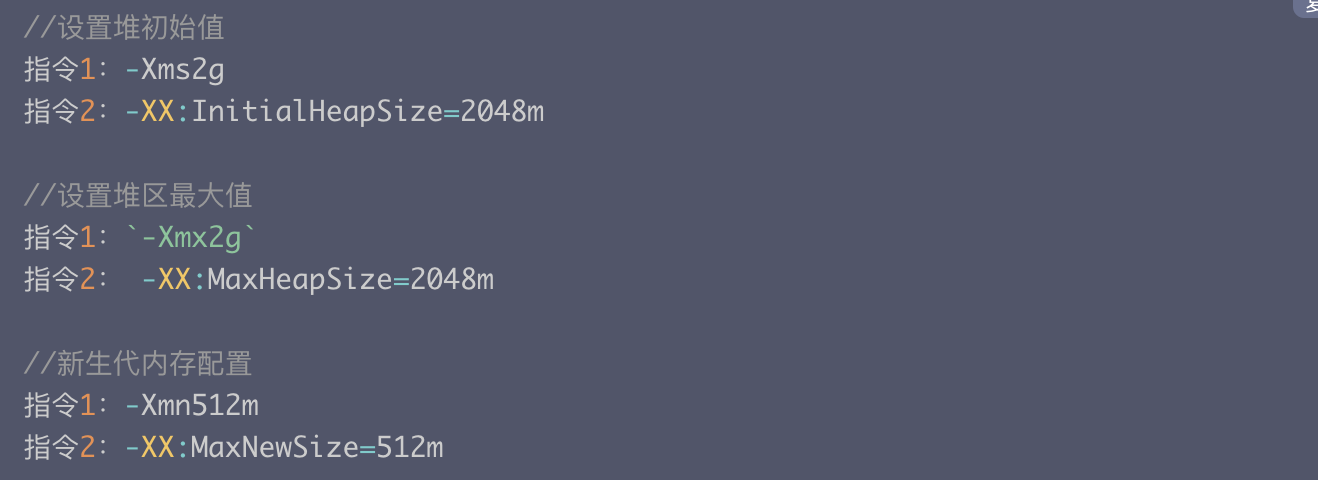 //设置堆初始值
指令1：-Xms2g
指令2：-XX:InitialHeapSize=2048m
//设置堆区最大值
指令1：`-Xmx2g`
指令2： -XX:MaxHeapSize=2048m
//新生代内存配置
指令1：-Xmn512m
指令2：-XX:MaxNewSize=512m